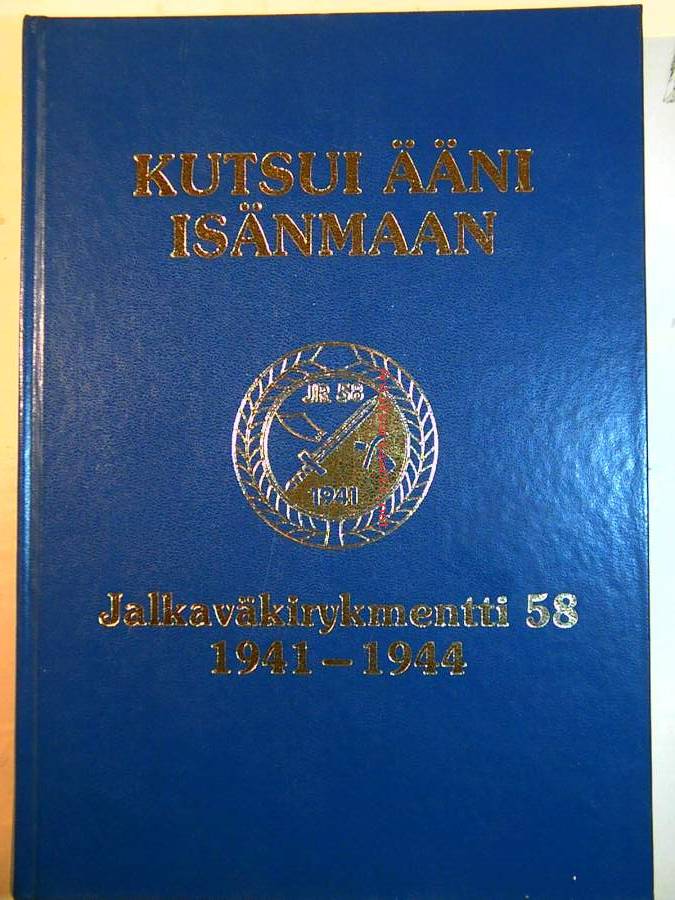 KUTSUI ÄÄNI
ISÄNMAAN
JR 58
1941
Jalkaväkirykmentti 58
1941–1944